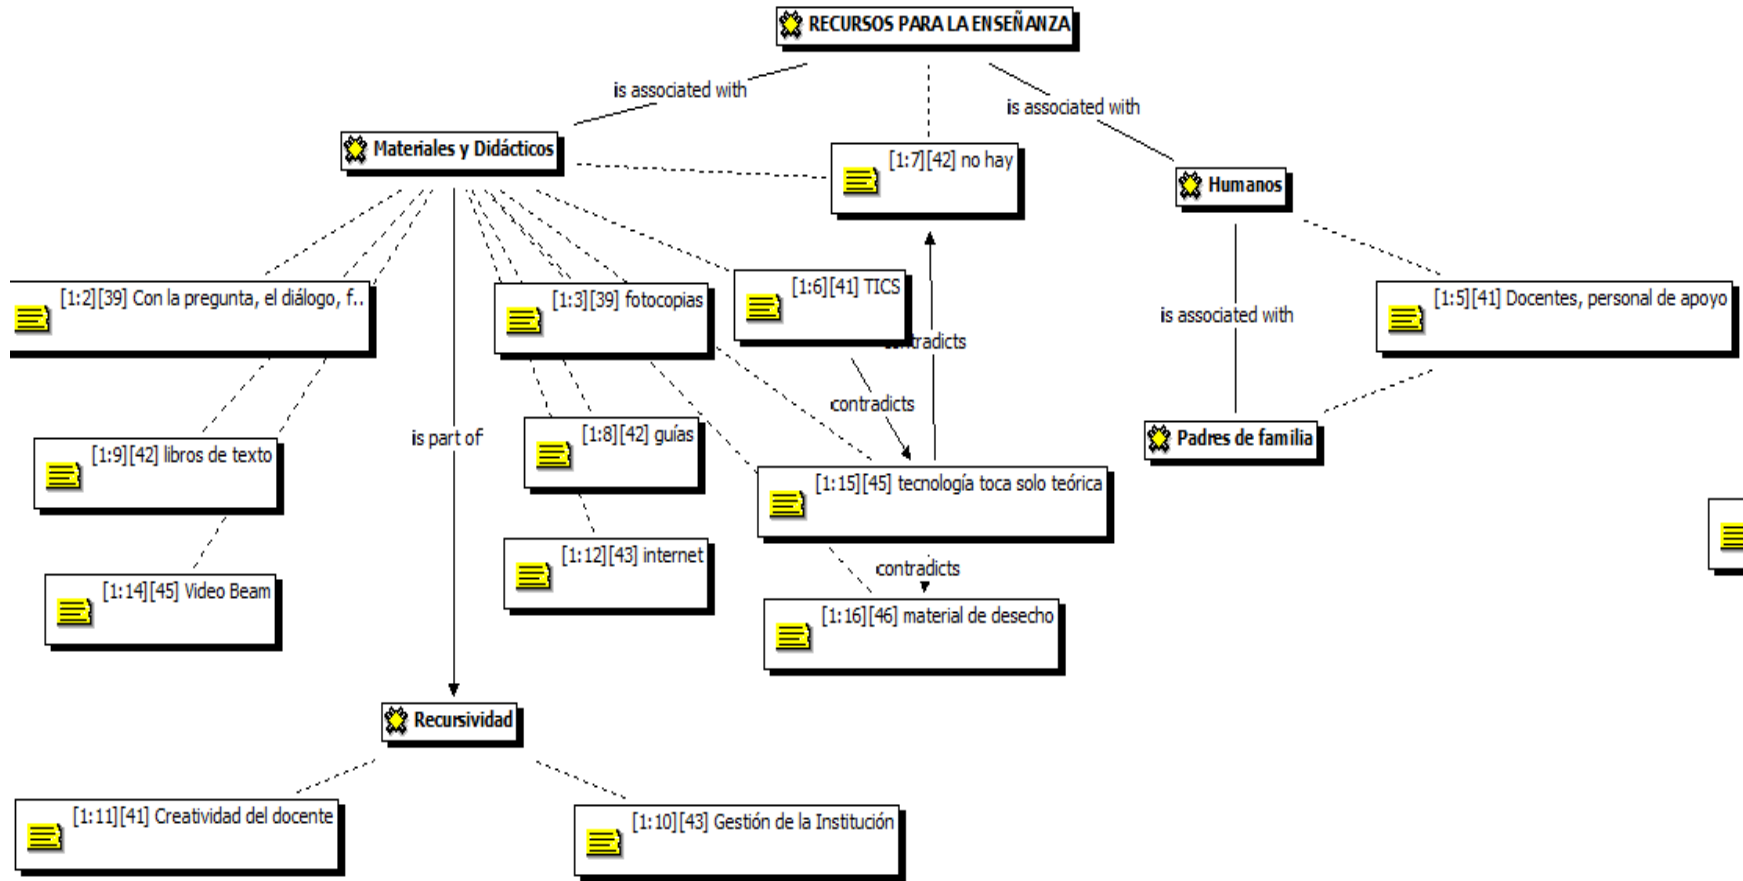 RECURSOS PARA LA ENSEÑANZA
is associated with
is associated with
Materiales y Didácticos
[1:7][42] no hay
Humanos
[1:2][39] Con la pregunta, el diálogo, f..
[1:3][39] fotocopias
[1:6][41] TICS
is associated with
[1:5][41] Docentes, personal de apoyo
contradicts
contradicts
is part of
[1:9][42] libros de texto
[1:8][42] guías
Padres de familia
[1:15][45] tecnología toca solo teórica
[1:12][43] internet
contradicts
[1:14][45] Video Beam
[1:16][46] material de desecho
Recursividad
[1:11][41] Creatividad del docente
[1:10][43] Gestión de la Institución